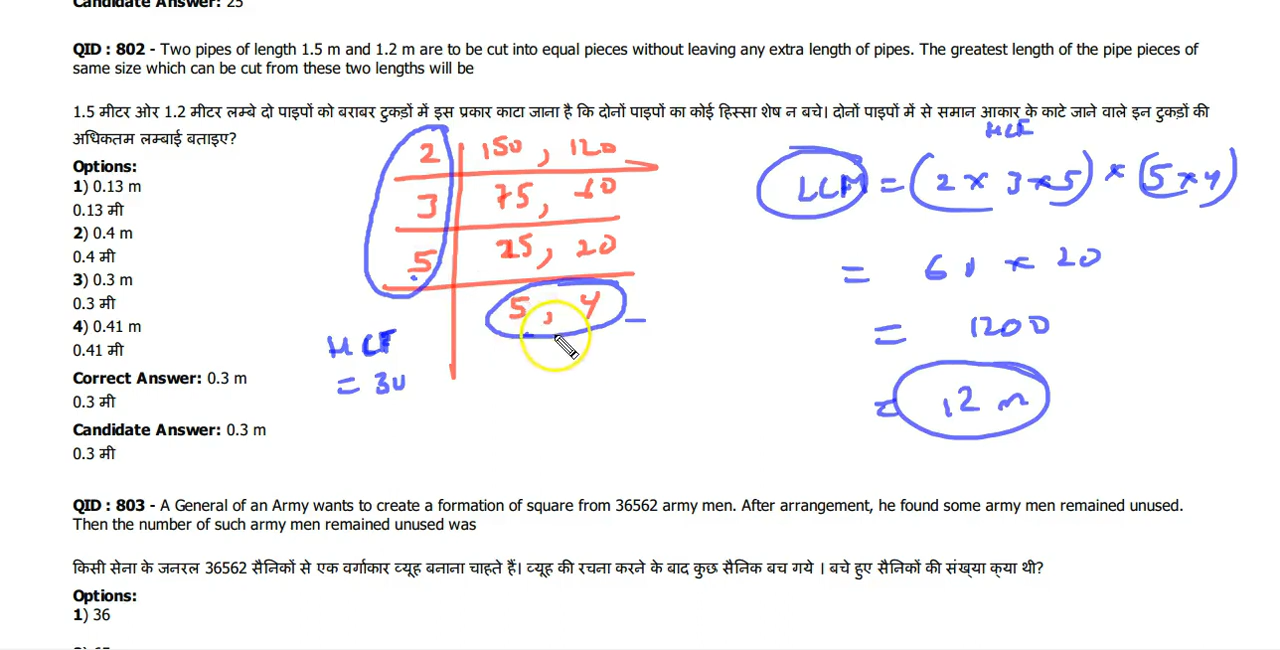 Candidate Answer: 25
QID : 802 - Two pipes of length 1.5 m and 1.2 m are to be cut into equal pieces without leaving any extra length of pipes. The greatest length of the pipe pieces of
same size which can be cut from these two lengths will be
1.5 मीटर ओर 1.2 मीटर लम्बे दो पाइपों को बराबर टुकड़ों में इस प्रकार काटा जाना है कि दोनों पाइपों का कोई हिस्सा शेष न बचे। दोनों पाइपों में से समान आकार के काटे जाने वाले इन टुकड़ों की
अधिकतम लम्बाई बताइए?
Options:
1) 0.13 m
0.13 मी
2) 0.4 m
0.4 मी
3) 0.3 m
0.3 मी
4) 0.41 m
0.41 मी
Correct Answer: 0.3 m
0.3 मी
Candidate Answer: 0.3 m
0.3 मी
2 150, 120
3 75, 60
5 25, 20
5, 4
HCF
= 30
HCF
LCM = (2 × 3 × 5) × (5 × 4)
= 60 × 20
= 1200
= 12 m
QID : 803 - A General of an Army wants to create a formation of square from 36562 army men. After arrangement, he found some army men remained unused.
Then the number of such army men remained unused was
किसी सेना के जनरल 36562 सैनिकों से एक वर्गाकार व्यूह बनाना चाहते हैं। व्यूह की रचना करने के बाद कुछ सैनिक बच गये । बचे हुए सैनिकों की संख्या क्या थी?
Options:
1) 36